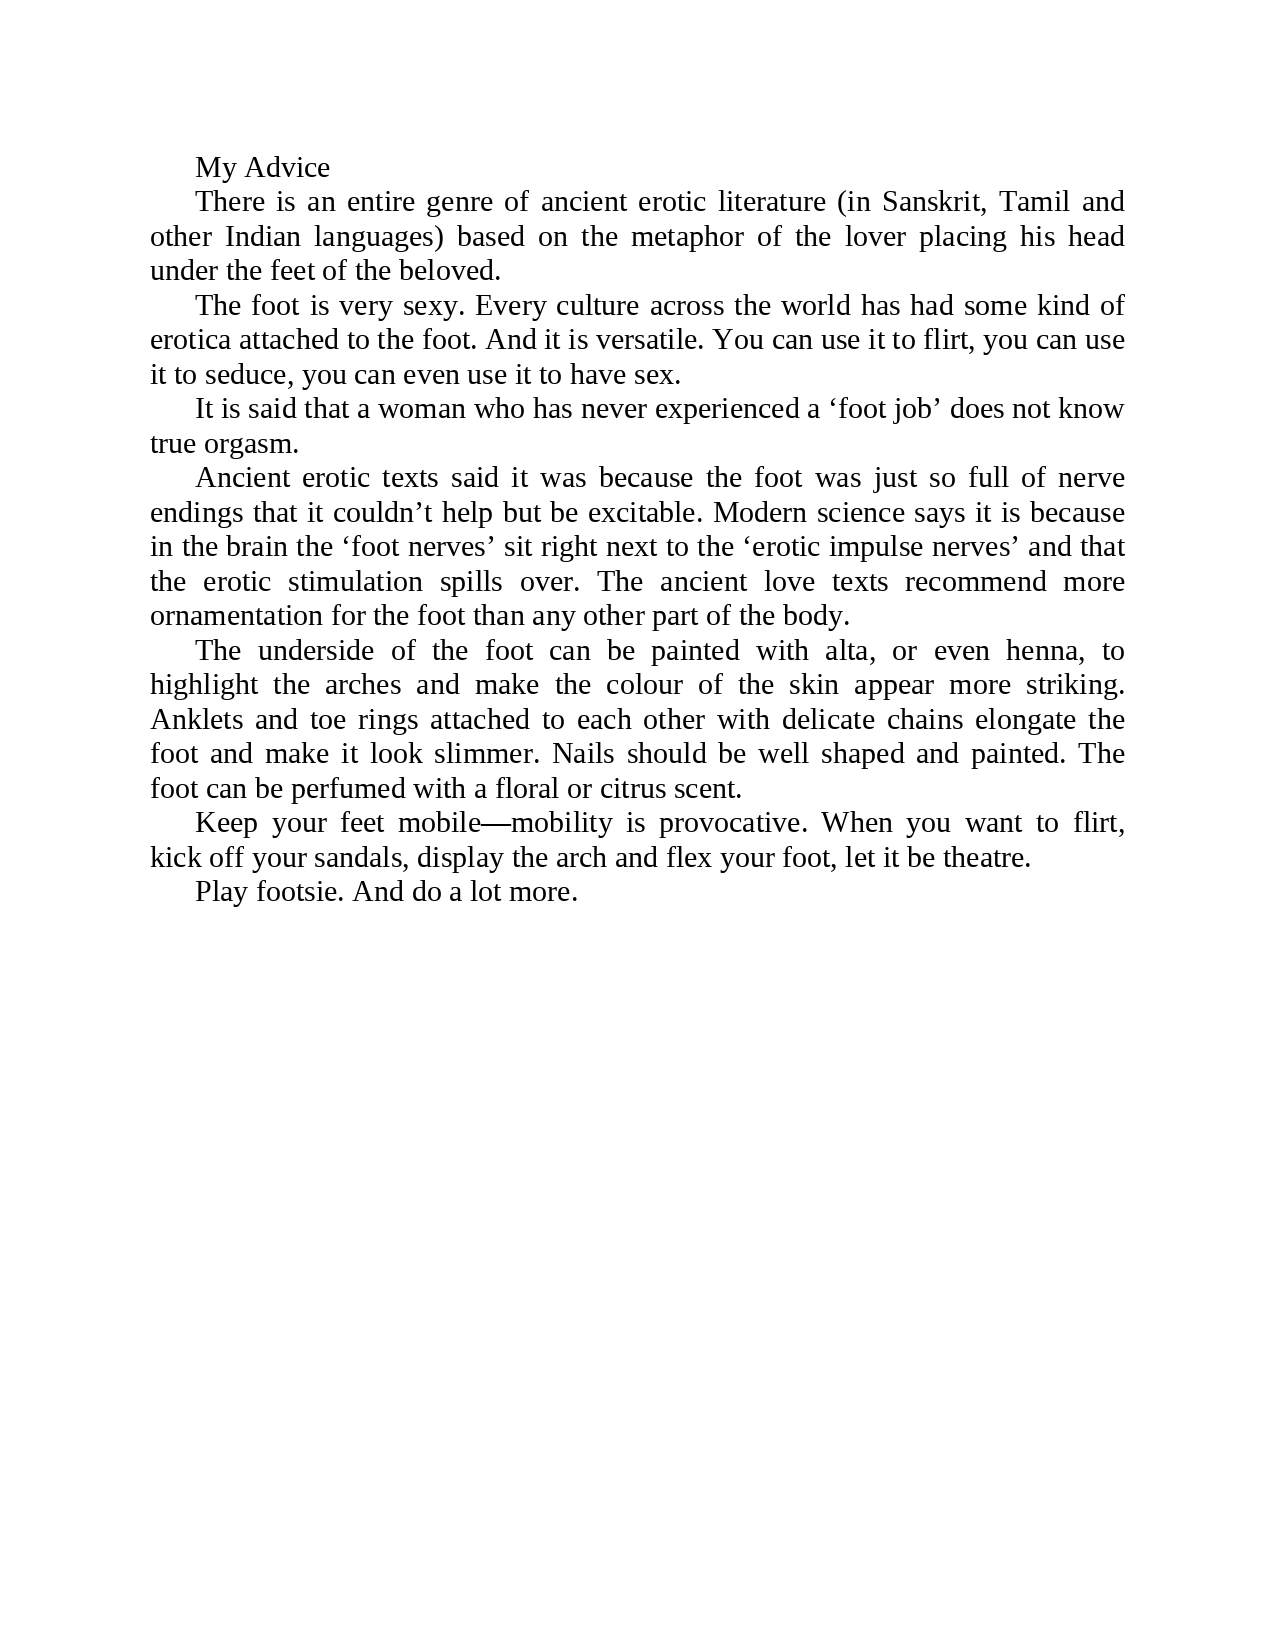 My Advice
There is an entire genre of ancient erotic literature (in Sanskrit, Tamil and
other Indian languages) based on the metaphor of the lover placing his head
under the feet of the beloved.
The foot is very sexy. Every culture across the world has had some kind of
erotica attached to the foot. And it is versatile. You can use it to flirt, you can use
it to seduce, you can even use it to have sex.
It is said that a woman who has never experienced a ‘foot job’ does not know
true orgasm.
Ancient erotic texts said it was because the foot was just so full of nerve
endings that it couldn’t help but be excitable. Modern science says it is because
in the brain the ‘foot nerves’ sit right next to the ‘erotic impulse nerves’ and that
the erotic stimulation spills over. The ancient love texts recommend more
ornamentation for the foot than any other part of the body.
The underside of the foot can be painted with alta, or even henna, to
highlight the arches and make the colour of the skin appear more striking.
Anklets and toe rings attached to each other with delicate chains elongate the
foot and make it look slimmer. Nails should be well shaped and painted. The
foot can be perfumed with a floral or citrus scent.
Keep your feet mobile—mobility is provocative. When you want to flirt,
kick off your sandals, display the arch and flex your foot, let it be theatre.
Play footsie. And do a lot more.